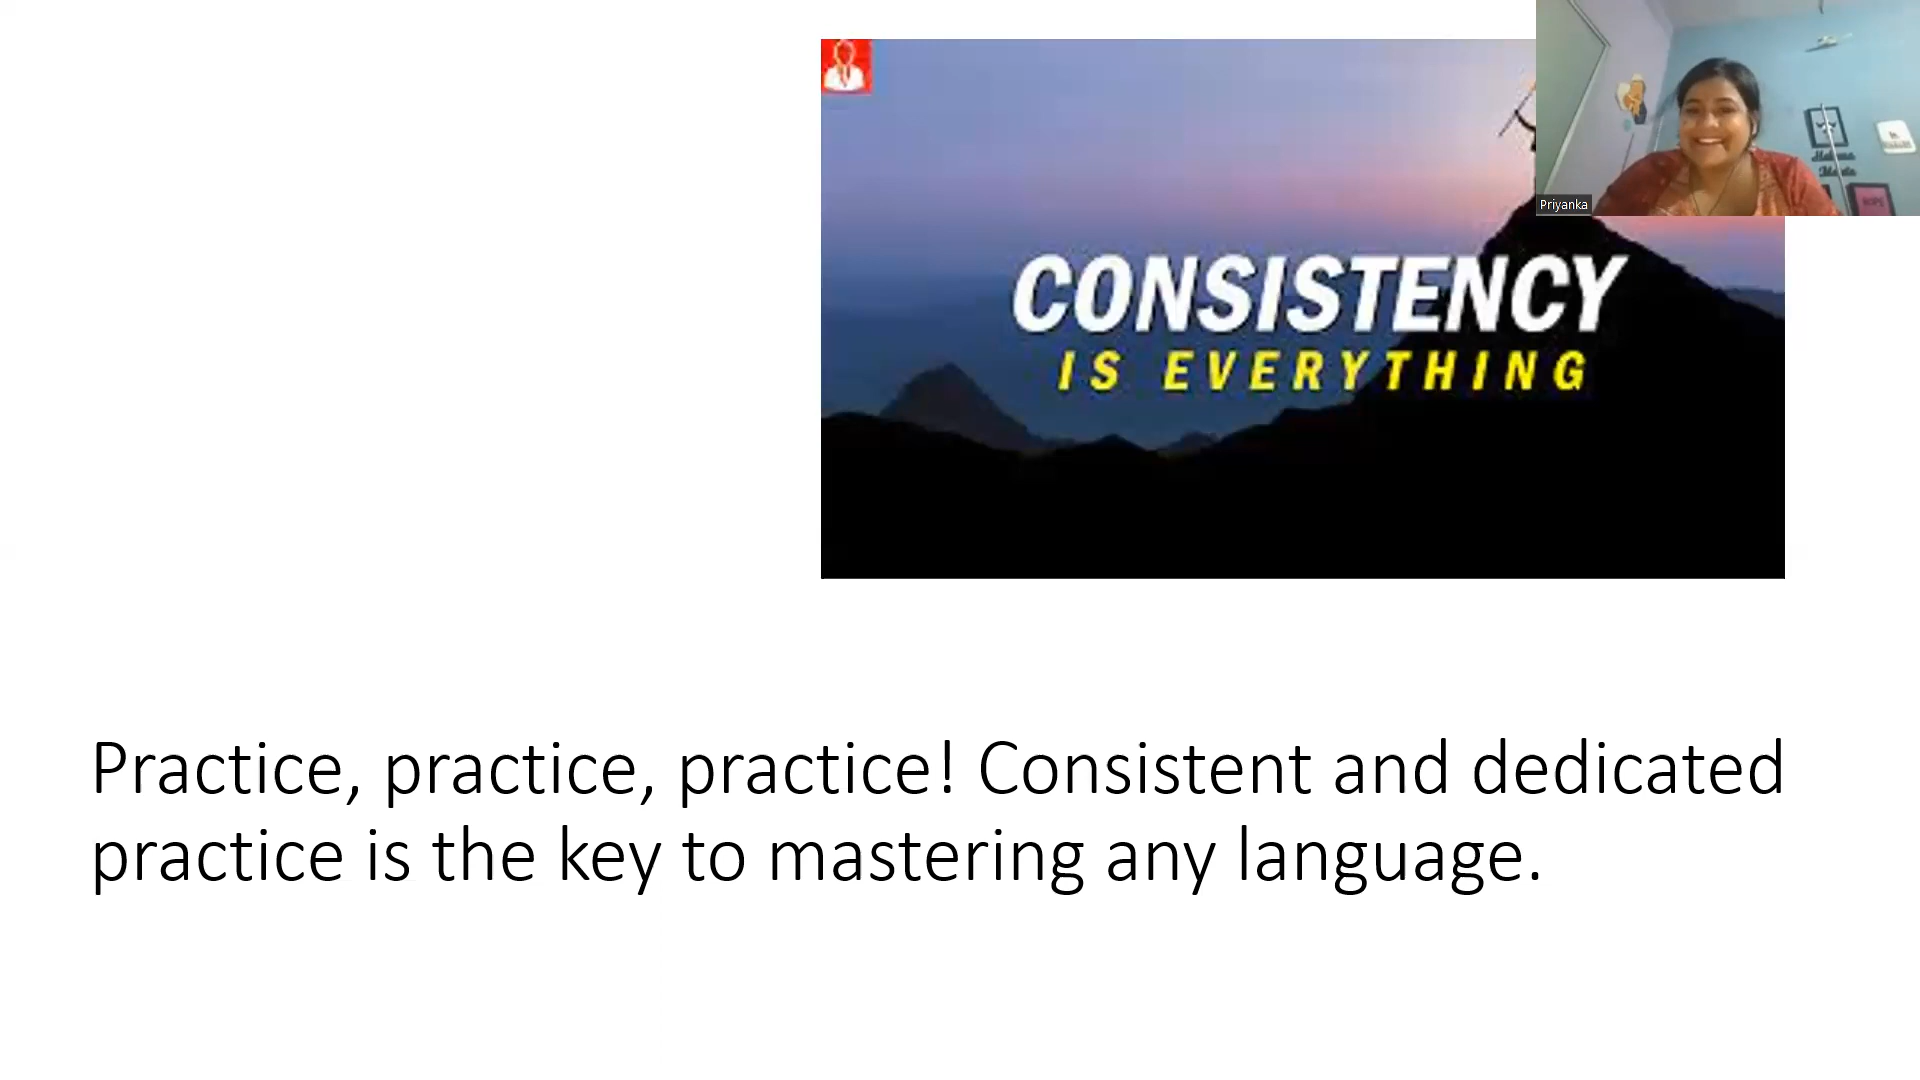 CONSISTENCY
IS EVERYTHING
Priyanka
Practice, practice, practice! Consistent and dedicated
practice is the key to mastering any language.